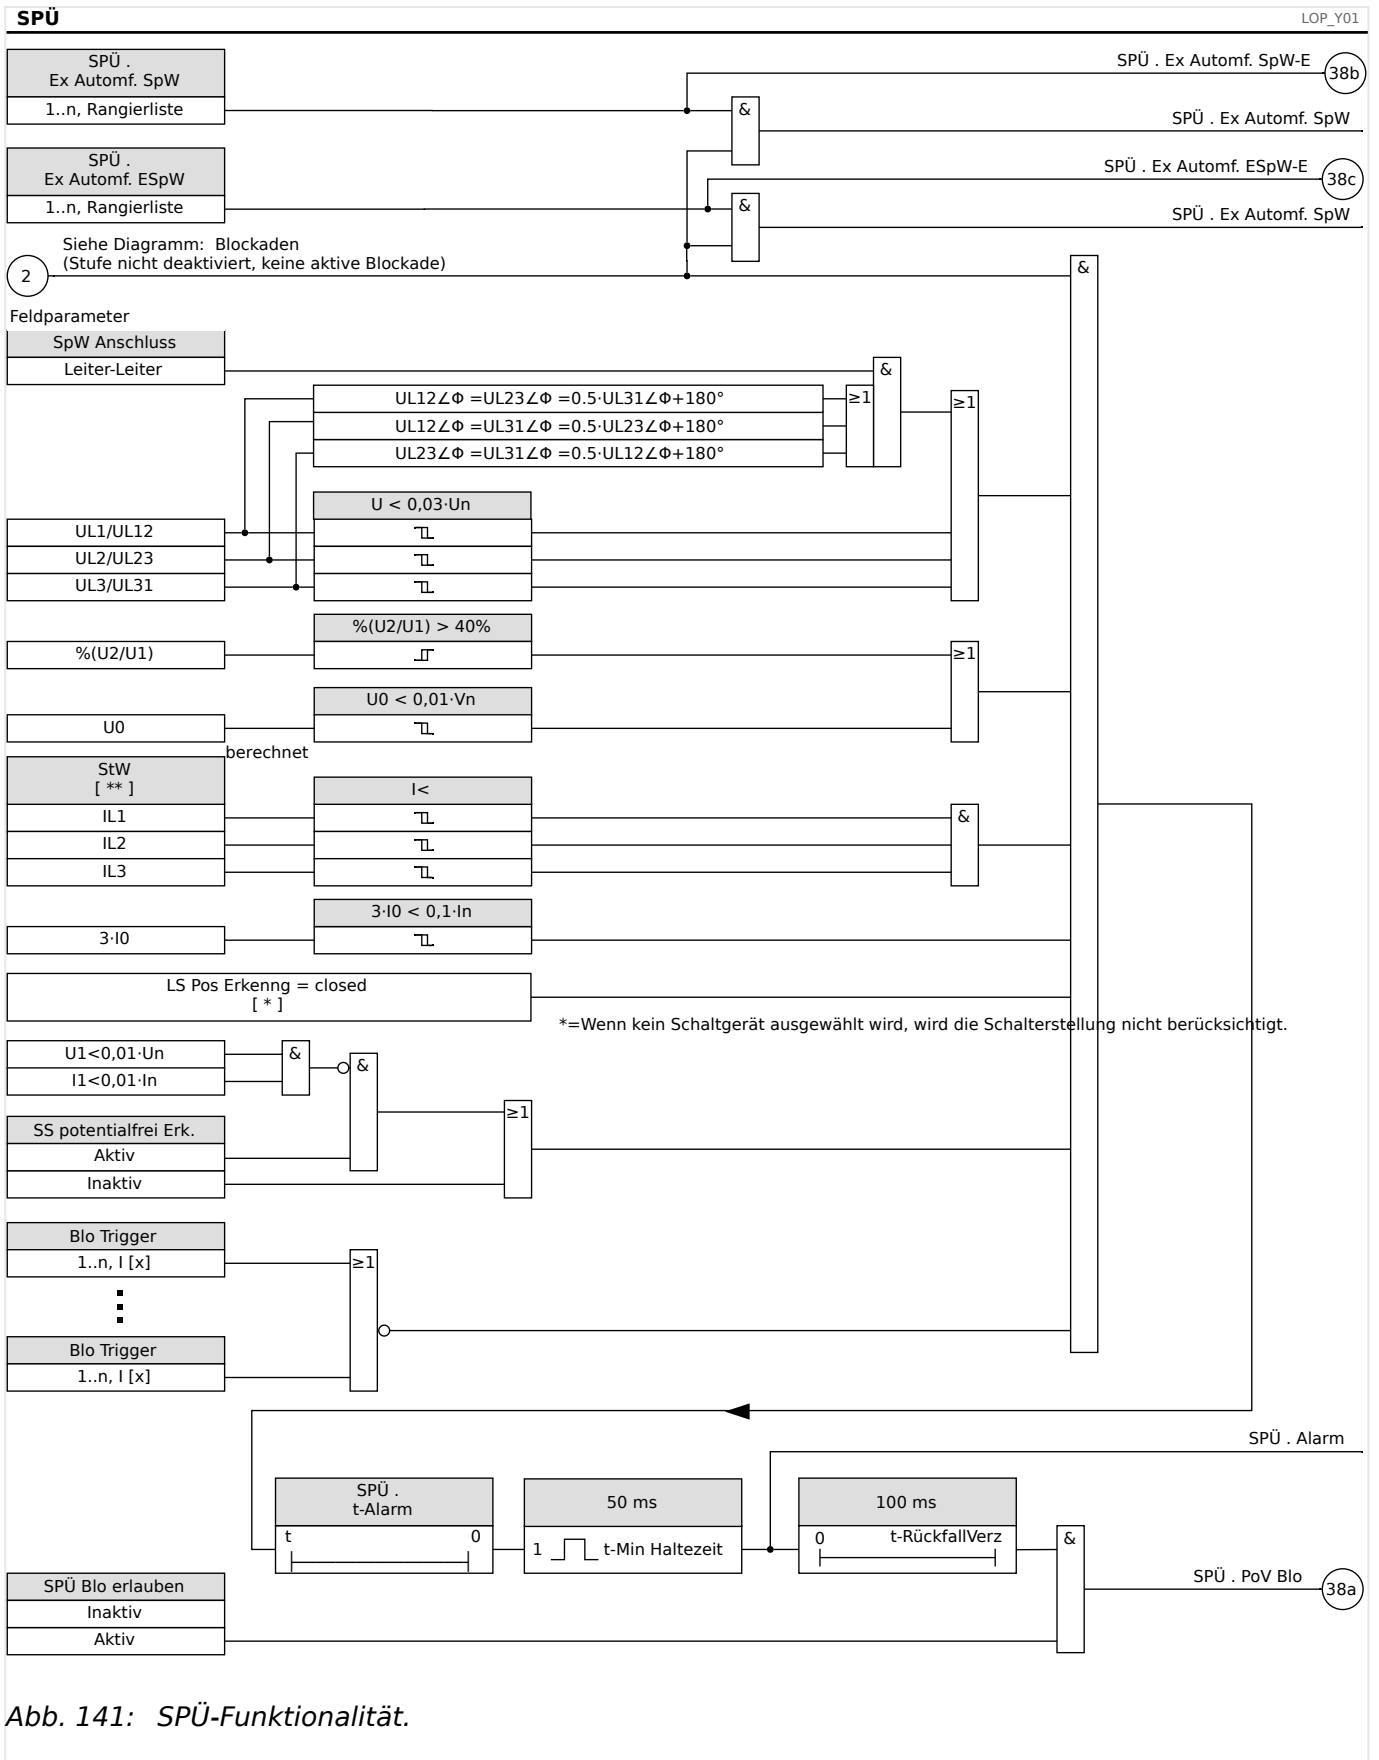 SPÜ
LOP_Y01
SPÜ .
Ex Automf. SpW
1..n, Rangierliste
SPÜ . Ex Automf. SpW-E
38b
&
SPÜ . Ex Automf. SpW
SPÜ .
Ex Automf. ESpW
1..n, Rangierliste
SPÜ . Ex Automf. ESpW-E
38c
&
SPÜ . Ex Automf. SpW
Siehe Diagramm: Blockaden
(Stufe nicht deaktiviert, keine aktive Blockade)
2
&
Feldparameter
SpW Anschluss
Leiter-Leiter
&
UL12∠Φ =UL23∠Φ =0.5·UL31∠Φ+180°
≥1
≥1
UL12∠Φ =UL31∠Φ =0.5·UL23∠Φ+180°
UL23∠Φ =UL31∠Φ =0.5·UL12∠Φ+180°
U < 0,03·Un
UL1/UL12
UL2/UL23
UL3/UL31
%(U2/U1) > 40%
%(U2/U1)
≥1
U0 < 0,01·Vn
U0
berechnet
StW
[ ** ]
I<
IL1
&
IL2
IL3
3·I0 < 0,1·In
3·I0
LS Pos Erkenng = closed
[ * ]
*=Wenn kein Schaltgerät ausgewählt wird, wird die Schalterstellung nicht berücksichtigt.
U1<0,01·Un
&
&
I1<0,01·In
≥1
SS potentialfrei Erk.
Aktiv
Inaktiv
Blo Trigger
1..n, I [x]
≥1
Blo Trigger
1..n, I [x]
SPÜ . Alarm
SPÜ .
t-Alarm
50 ms
100 ms
t
0
1
t-Min Haltezeit
0
t-RückfallVerz
&
SPÜ . PoV Blo
38a
SPÜ Blo erlauben
Inaktiv
Aktiv
Abb. 141: SPÜ-Funktionalität.